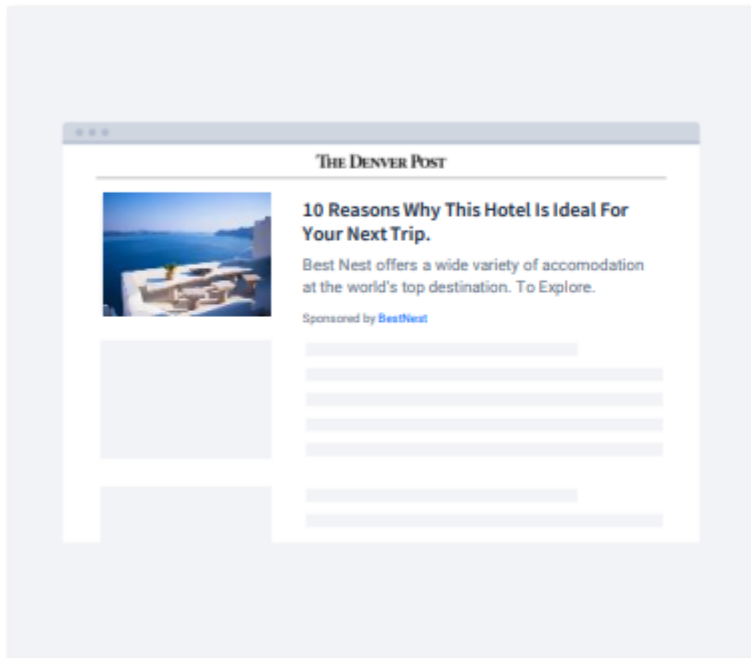 THE DENVER POST
10 Reasons Why This Hotel Is Ideal For
Your Next Trip.
Best Nest offers a wide variety of accomodation
at the world's top destination. To Explore.
Sponsored by BestNest